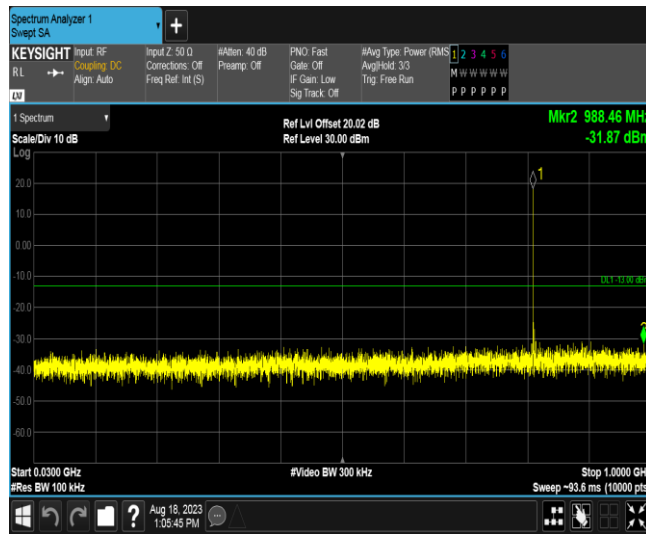 Spectrum Analyzer 1
Swept SA
KEYSIGHT
RL
LXI
Input: RF
Coupling: DC
Align: Auto
Input Z: 50 Ω
Corrections: Off
Freq Ref: Int (S)
#Atten: 40 dB
Preamp: Off
PNO: Fast
Gate: Off
IF Gain: Low
Sig Track: Off
#Avg Type: Power (RMS
Avg|Hold: 3/3
Trig: Free Run
1 2 3 4 5 6
M W W W W W
P P P P P P
1 Spectrum
Scale/Div 10 dB
Log
Ref Lvl Offset 20.02 dB
Ref Level 30.00 dBm
Mkr2 988.46 MHz
-31.87 dBm
1
20.0
10.0
0.00
-10.0
DL1 -13.00 dBm
-20.0
-30.0
-40.0
-50.0
-60.0
Start 0.0300 GHz
#Res BW 100 kHz
#Video BW 300 kHz
Stop 1.0000 GHz
Sweep ~93.6 ms (10000 pts
?
Aug 18, 2023
1:05:45 PM